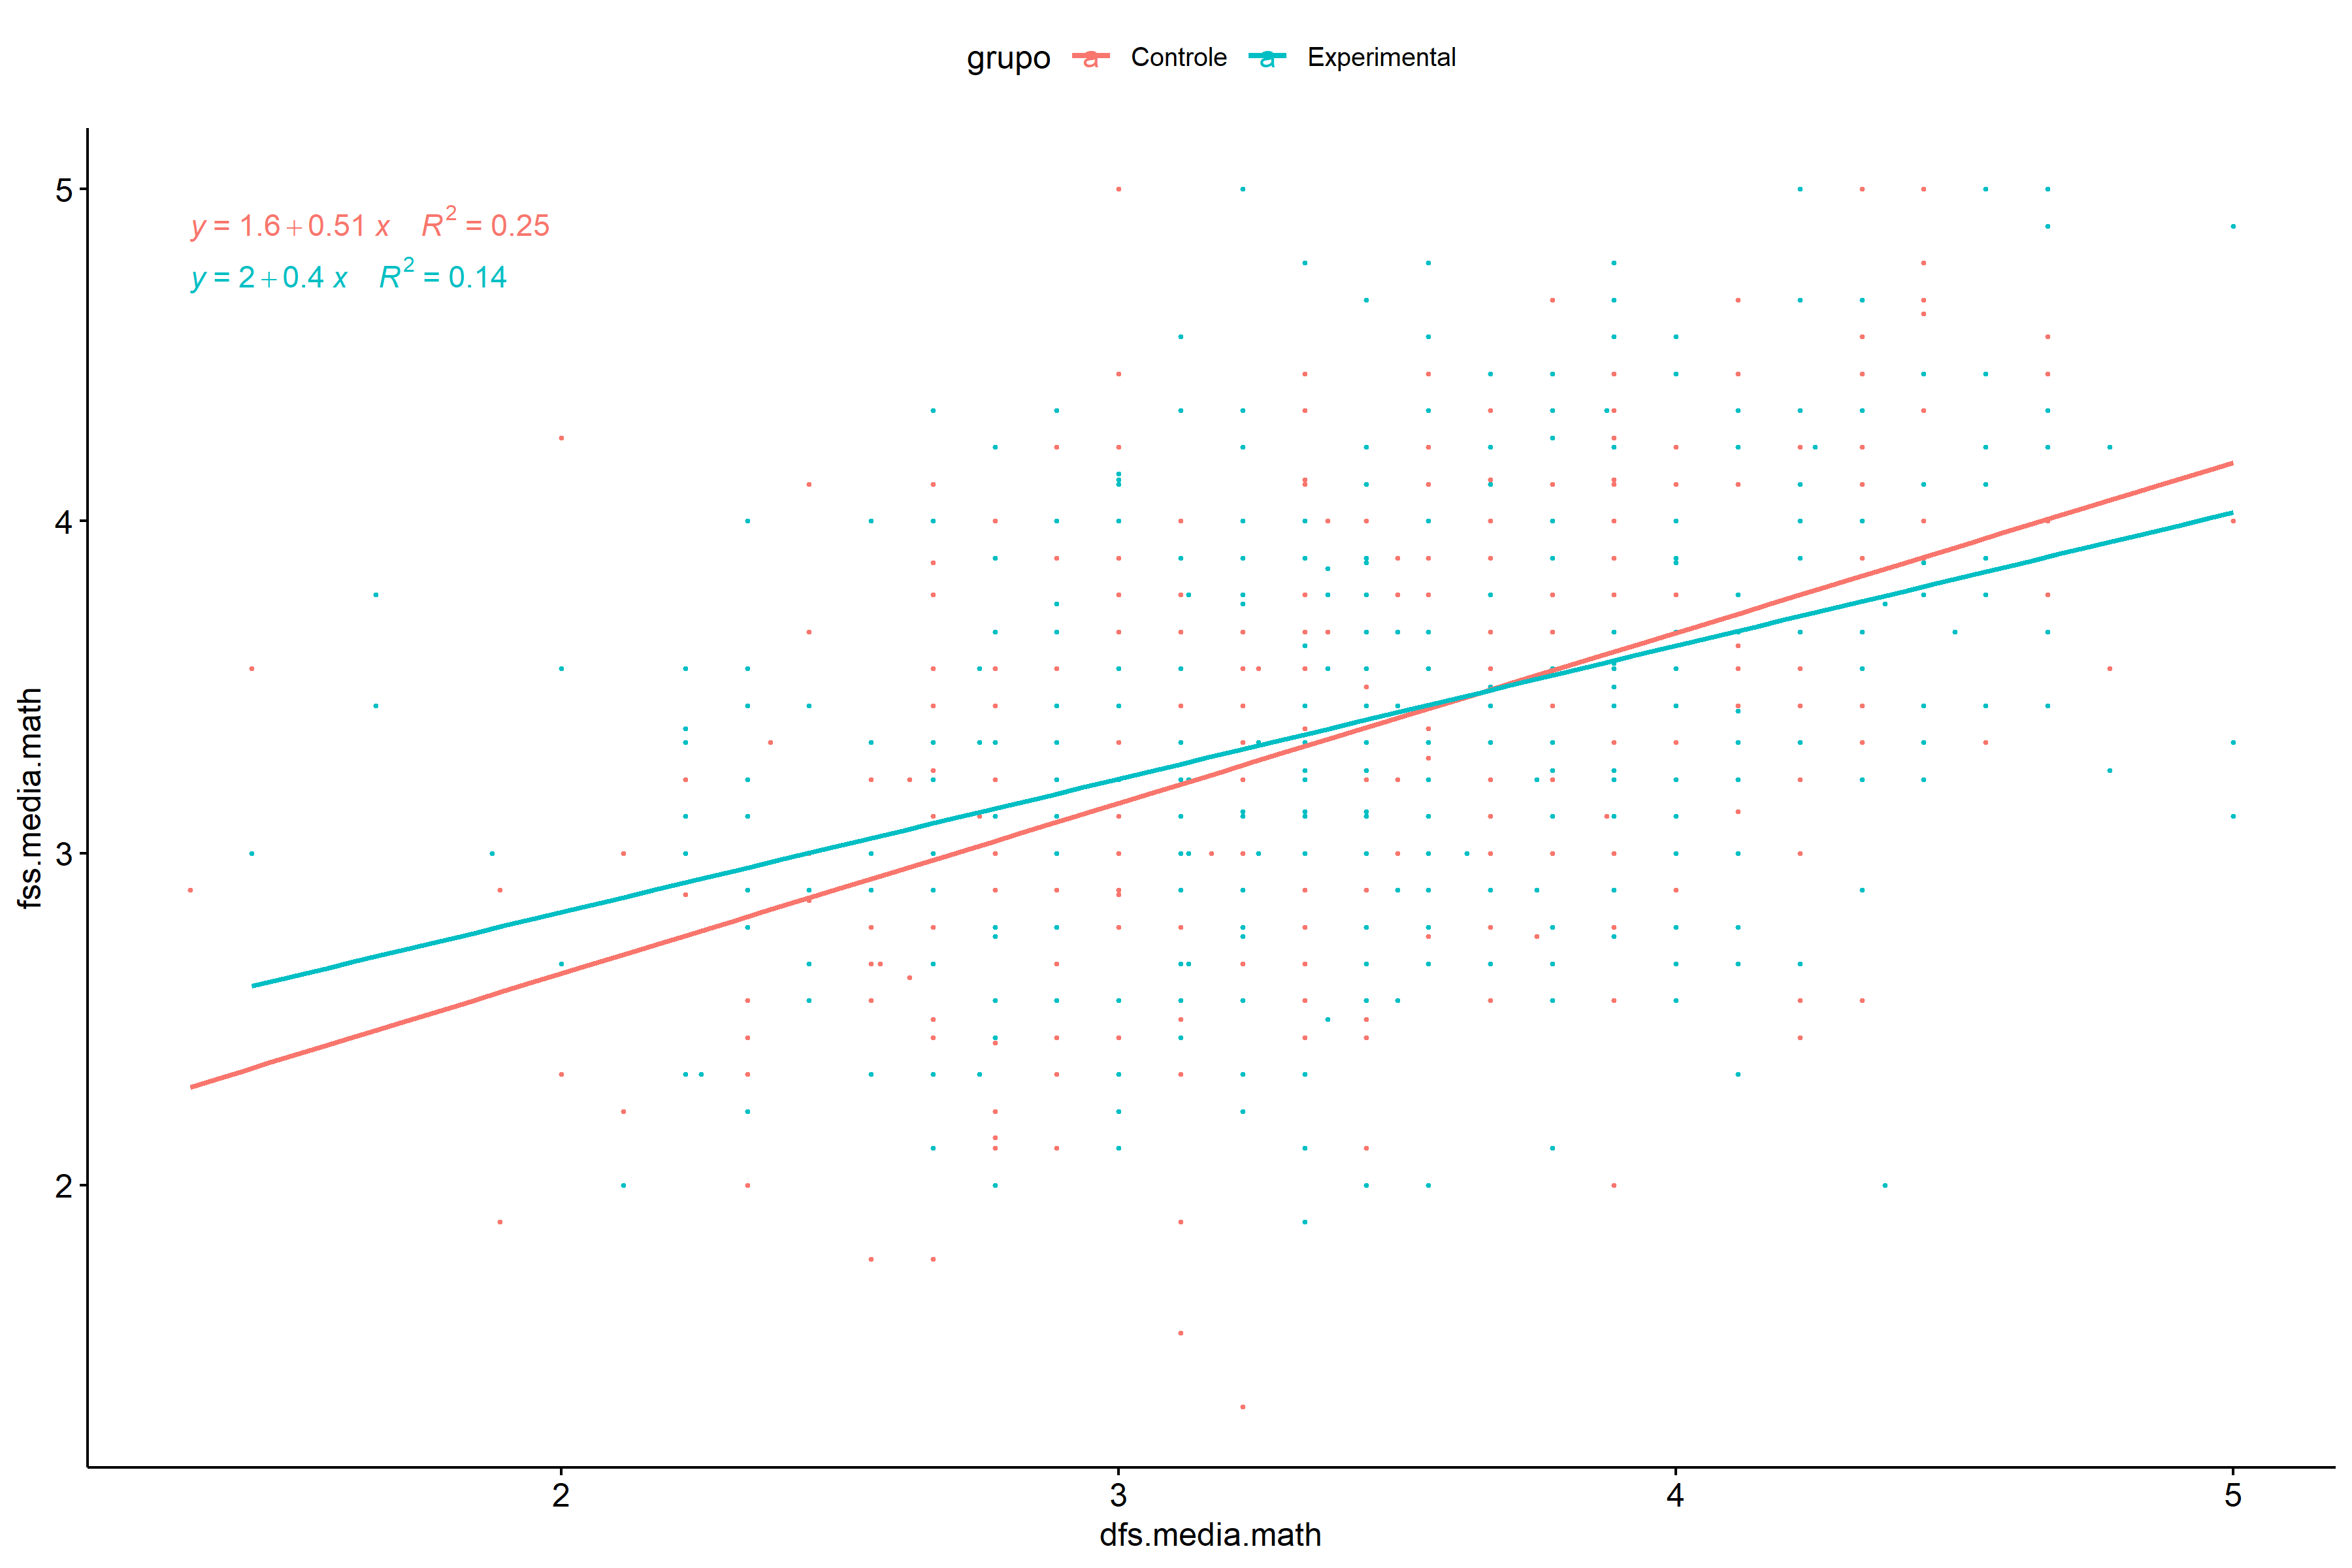 grupo a Controle a Experimental
5
y = 1.6 + 0.51 x R² = 0.25
y = 2 + 0.4 x R² = 0.14
4
3
2
fss.media.math
2 3 4 5
dfs.media.math